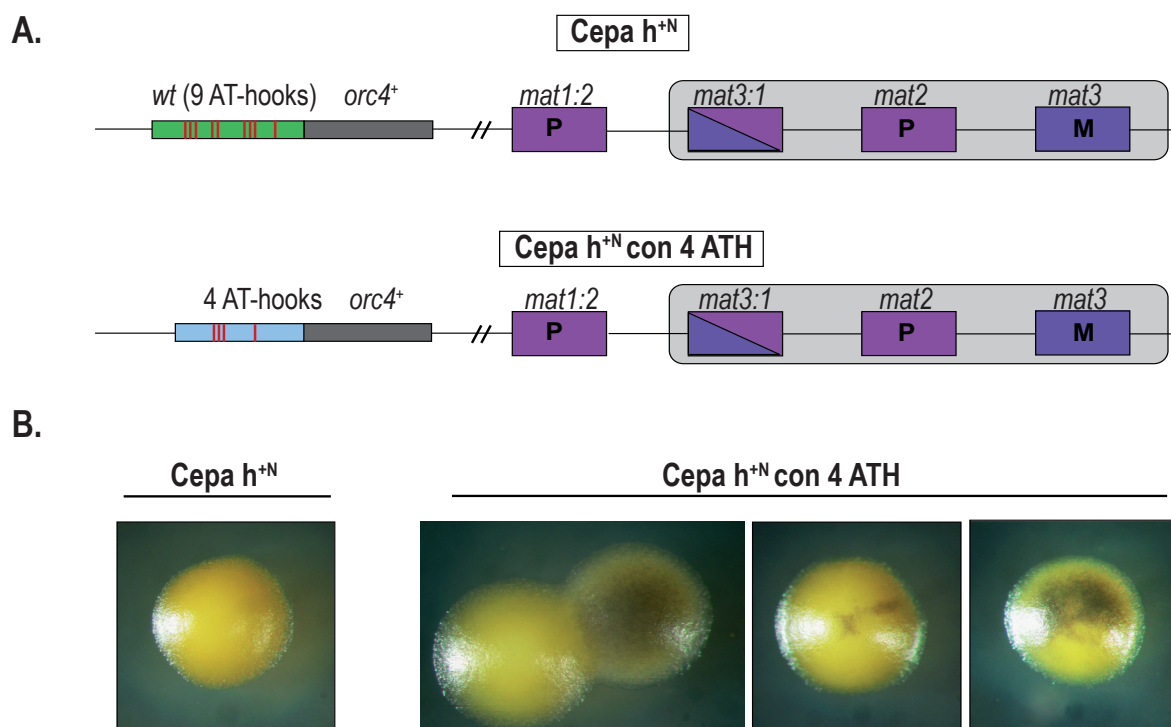 A.
Cepa h+N
wt (9 AT-hooks) orc4+ mat1:2 mat3:1 mat2 mat3
P P M
Cepa h+N con 4 ATH
4 AT-hooks orc4+ mat1:2 mat3:1 mat2 mat3
P P M
B.
Cepa h+N Cepa h+N con 4 ATH